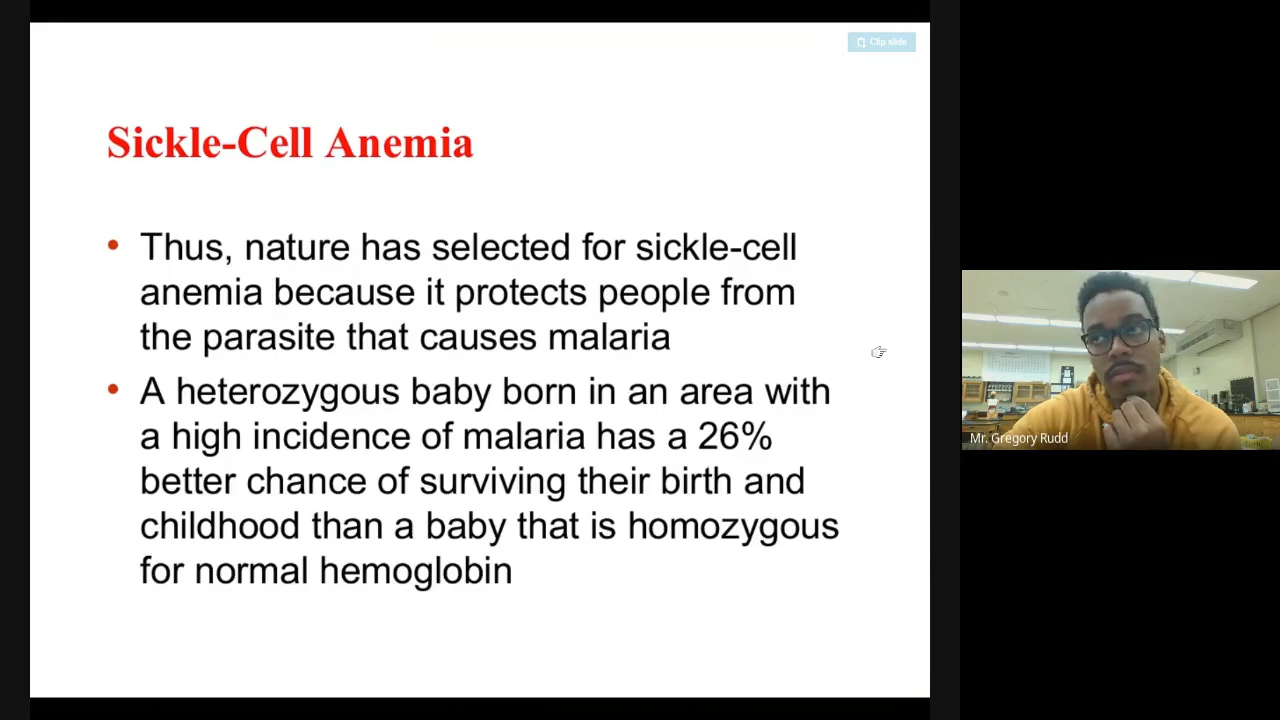 Clip slide
Sickle-Cell Anemia
• Thus, nature has selected for sickle-cell
anemia because it protects people from
the parasite that causes malaria
• A heterozygous baby born in an area with
a high incidence of malaria has a 26%
better chance of surviving their birth and
childhood than a baby that is homozygous
for normal hemoglobin
Mr. Gregory Rudd